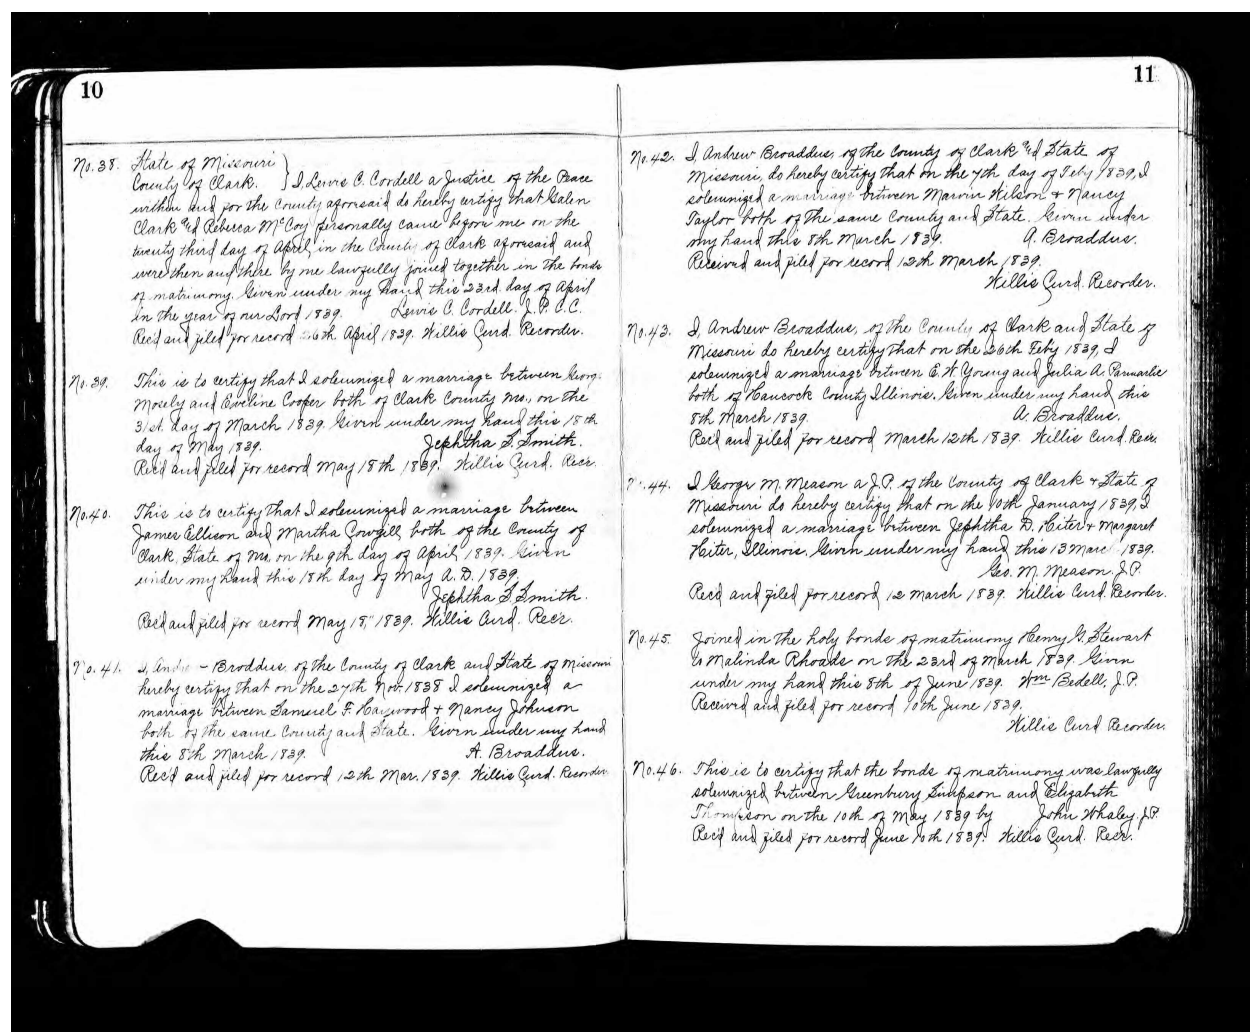 10
No. 38. State of Missouri
County of Clark. } I, Lewis C. Cordell a Justice of the Peace
within and for the County aforesaid do hereby certify that Galen
Clark and Rebecca McCoy personally came before me on the
twenty third day of April, in the County of Clark aforesaid and
were then and there by me lawfully joined together in the bonds
of matrimony. Given under my hand this 23rd. day of April
in the year of our Lord 1839. Lewis C. Cordell. J. P. C. C.
Rec'd and filed for record 26th April 1839. Willis Curd. Recorder.
No. 39. This is to certify that I solemnized a marriage between George
Mosely and Eveline Cooper both of Clark County Mo., on the
31st. day of March 1839. Given under my hand this 18th
day of May 1839. Jephtha S. Smith.
Rec'd and filed for record May 18th 1839. Willis Curd. Rec'r.
No. 40. This is to certify that I solemnized a marriage between
James Ellison and Martha Cowgill both of the County of
Clark, State of Mo. on the 9th day of April 1839. Given
under my hand this 18th day of May A. D. 1839.
Jephtha S. Smith.
Rec'd and filed for record May 18," 1839. Willis Curd. Rec'r.
No. 41. I, - Broddus, of the County of Clark and State of Missouri
hereby certify that on the 27th Nov. 1838 I solemnized a
marriage between Samuel F. Haywood & Nancy Johnson
both of the same County and State. Given under my hand
this 8th March 1839. A. Broaddus.
Rec'd and filed for record 12th Mar. 1839. Willis Curd. Recorder
11
No. 42. I, Andrew Broaddus, of the County of Clark and State of
Missouri, do hereby certify that on the 7th day of Feby 1839, I
solemnized a marriage between Marvin Wilson & Nancy
Taylor both of the same County and State. Given under
my hand this 8th March 1839. A. Broaddus.
Received and filed for record 12th March 1839.
Willis Curd. Recorder.
No. 43. I, Andrew Broaddus, of the County of Clark and State of
Missouri do hereby certify that on the 26th Feby 1839, I
solemnized a marriage between E. W. Young and Julia A.
both of Hancock County Illinois. Given under my hand this
8th March 1839. A. Broaddus.
Rec'd and filed for record March 12th 1839. Willis Curd Rec'r.
44. I George M. Meason a J.P. of the County of Clark & State of
Missouri do hereby certify that on the 10th January 1839, I
solemnized a marriage between Jephtha D. Hiter & Margaret
Hiter, Illinois. Given under my hand this 13 March 1839.
Geo. M. Meason. J.P.
Rec'd and filed for record 12 March 1839. Willis Curd. Recorder.
No. 45. Joined in the holy bonds of matrimony Henry G. Stewart
to Malinda Rhoads on the 23rd of March 1839. Given
under my hand this 8th of June 1839. Wm Bedell, J.P.
Received and filed for record 10th June 1839.
Willis Curd Recorder.
No. 46. This is to certify that the bonds of matrimony was lawfully
solemnized between Greenbury Simpson and Elizabeth
Thompson on the 10th of May 1839 by John Whaley. J.P.
Rec'd and filed for record June 10th 1839. Willis Curd. Rec'r.